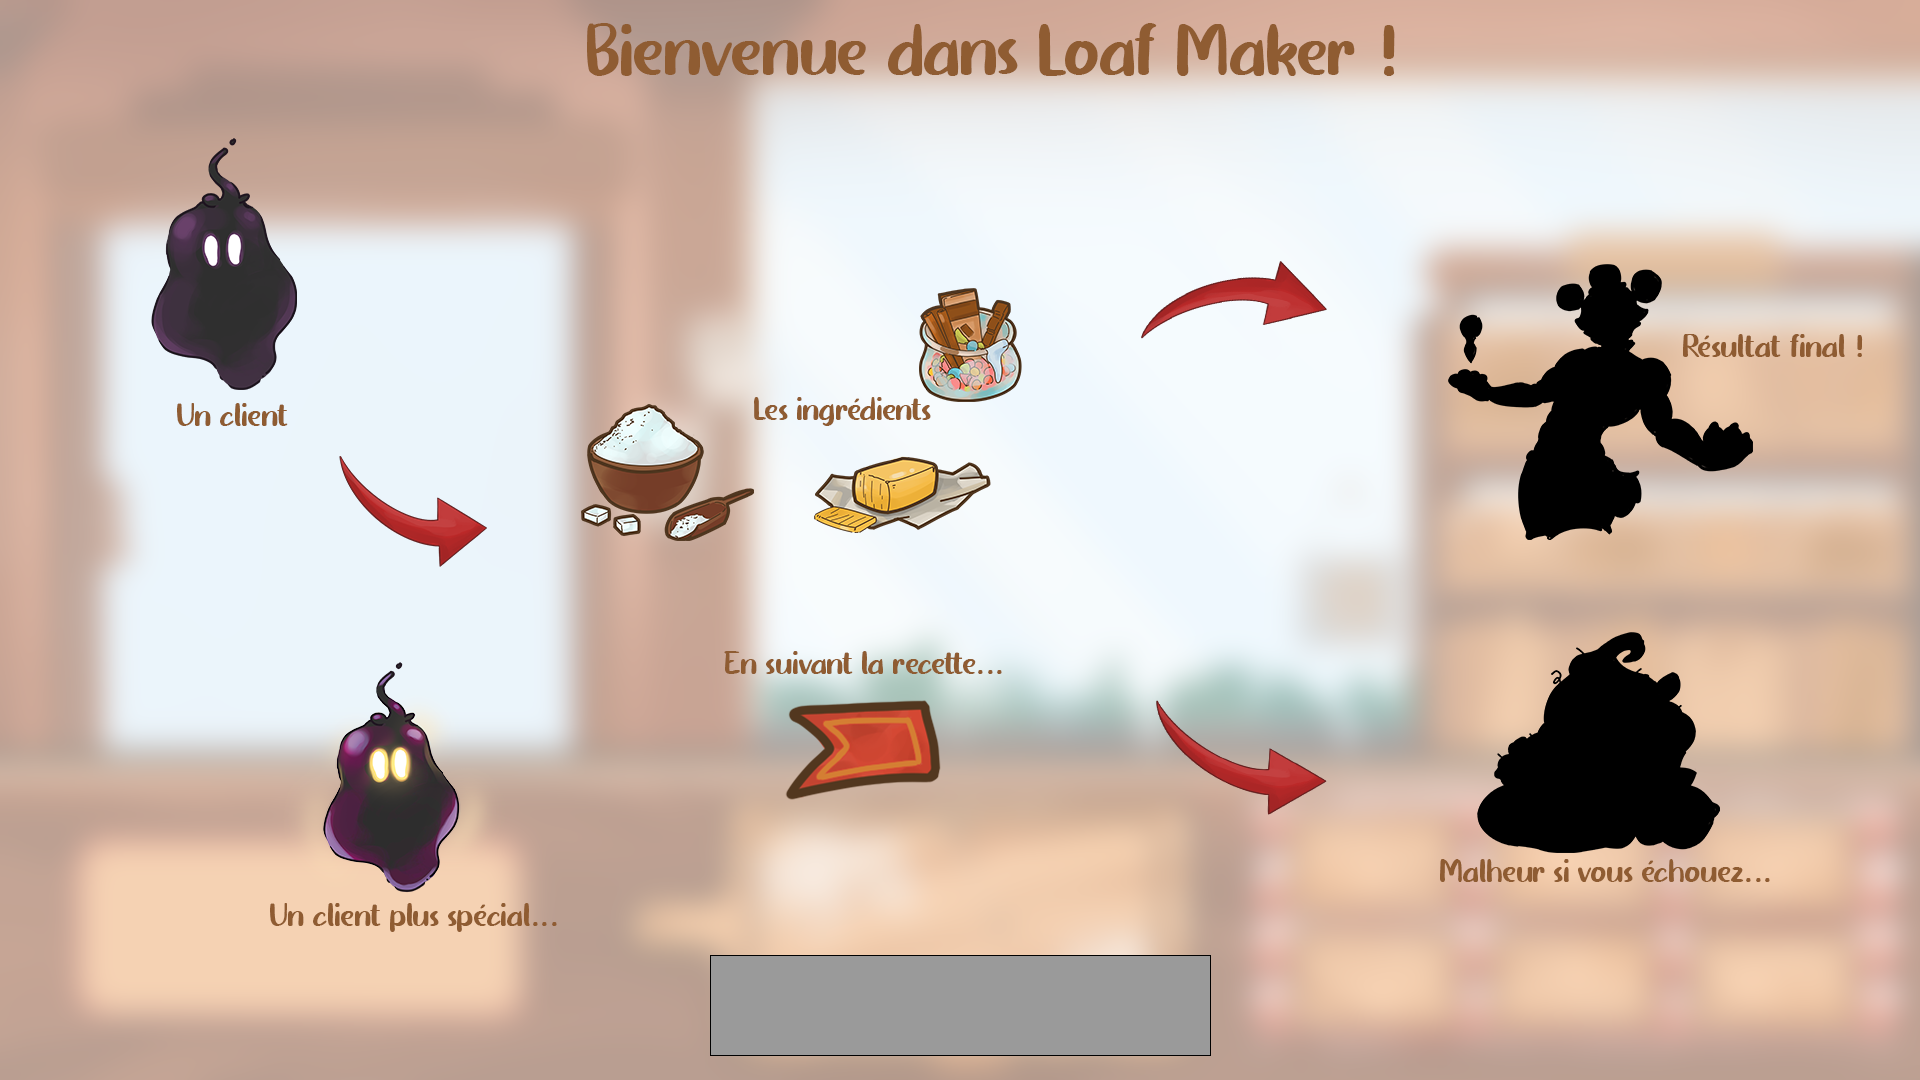 Bienvenue dans Loaf Maker !
Un client
Les ingrédients
Résultat final !
En suivant la recette...
Un client plus spécial...
Malheur si vous échouez...